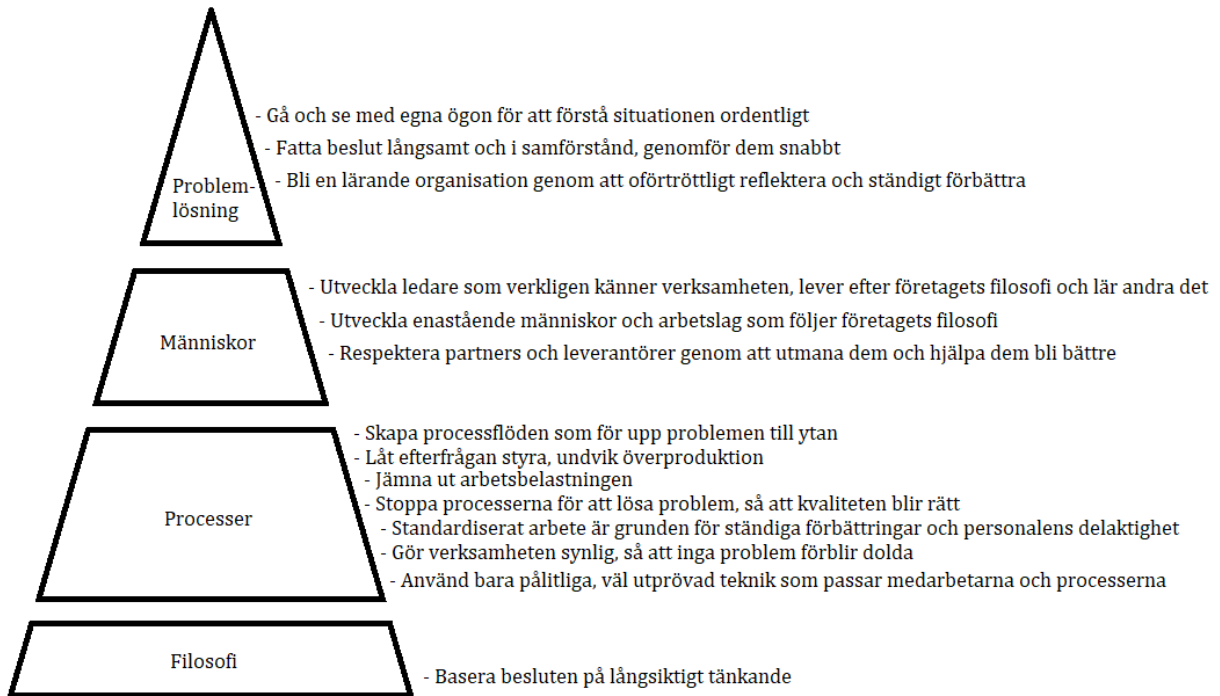 - Gå och se med egna ögon för att förstå situationen ordentligt
- Fatta beslut långsamt och i samförstånd, genomför dem snabbt
- Bli en lärande organisation genom att oförtröttligt reflektera och ständigt förbättra
Problem-
lösning
- Utveckla ledare som verkligen känner verksamheten, lever efter företagets filosofi och lär andra det
- Utveckla enastående människor och arbetslag som följer företagets filosofi
Människor
- Respektera partners och leverantörer genom att utmana dem och hjälpa dem bli bättre
- Skapa processflöden som för upp problemen till ytan
- Låt efterfrågan styra, undvik överproduktion
- Jämna ut arbetsbelastningen
- Stoppa processerna för att lösa problem, så att kvaliteten blir rätt
Processer
- Standardiserat arbete är grunden för ständiga förbättringar och personalens delaktighet
- Gör verksamheten synlig, så att inga problem förblir dolda
- Använd bara pålitliga, väl utprövad teknik som passar medarbetarna och processerna
Filosofi
- Basera besluten på långsiktigt tänkande